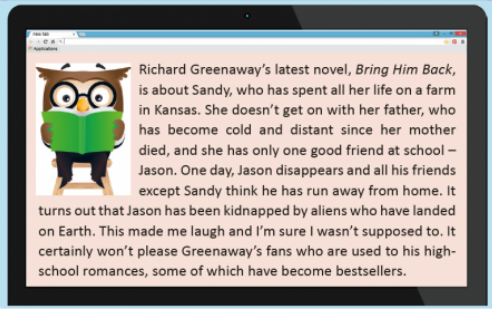 new tab
Applications
Richard Greenaway's latest novel, Bring Him Back,
is about Sandy, who has spent all her life on a farm
in Kansas. She doesn't get on with her father, who
has become cold and distant since her mother
died, and she has only one good friend at school –
Jason. One day, Jason disappears and all his friends
except Sandy think he has run away from home. It
turns out that Jason has been kidnapped by aliens who have landed
on Earth. This made me laugh and I'm sure I wasn't supposed to. It
certainly won't please Greenaway's fans who are used to his high-
school romances, some of which have become bestsellers.